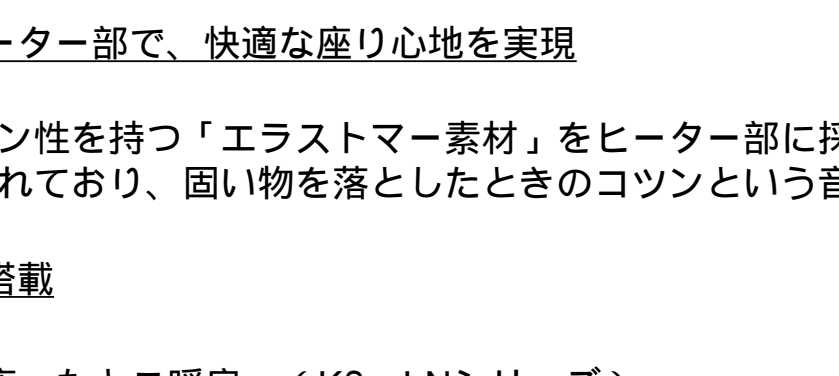 ーター部で、快適な座り心地を実現
ン性を持つ「エラストマー素材」をヒーター部に採
れており、固い物を落としたときのコツンという音
搭載